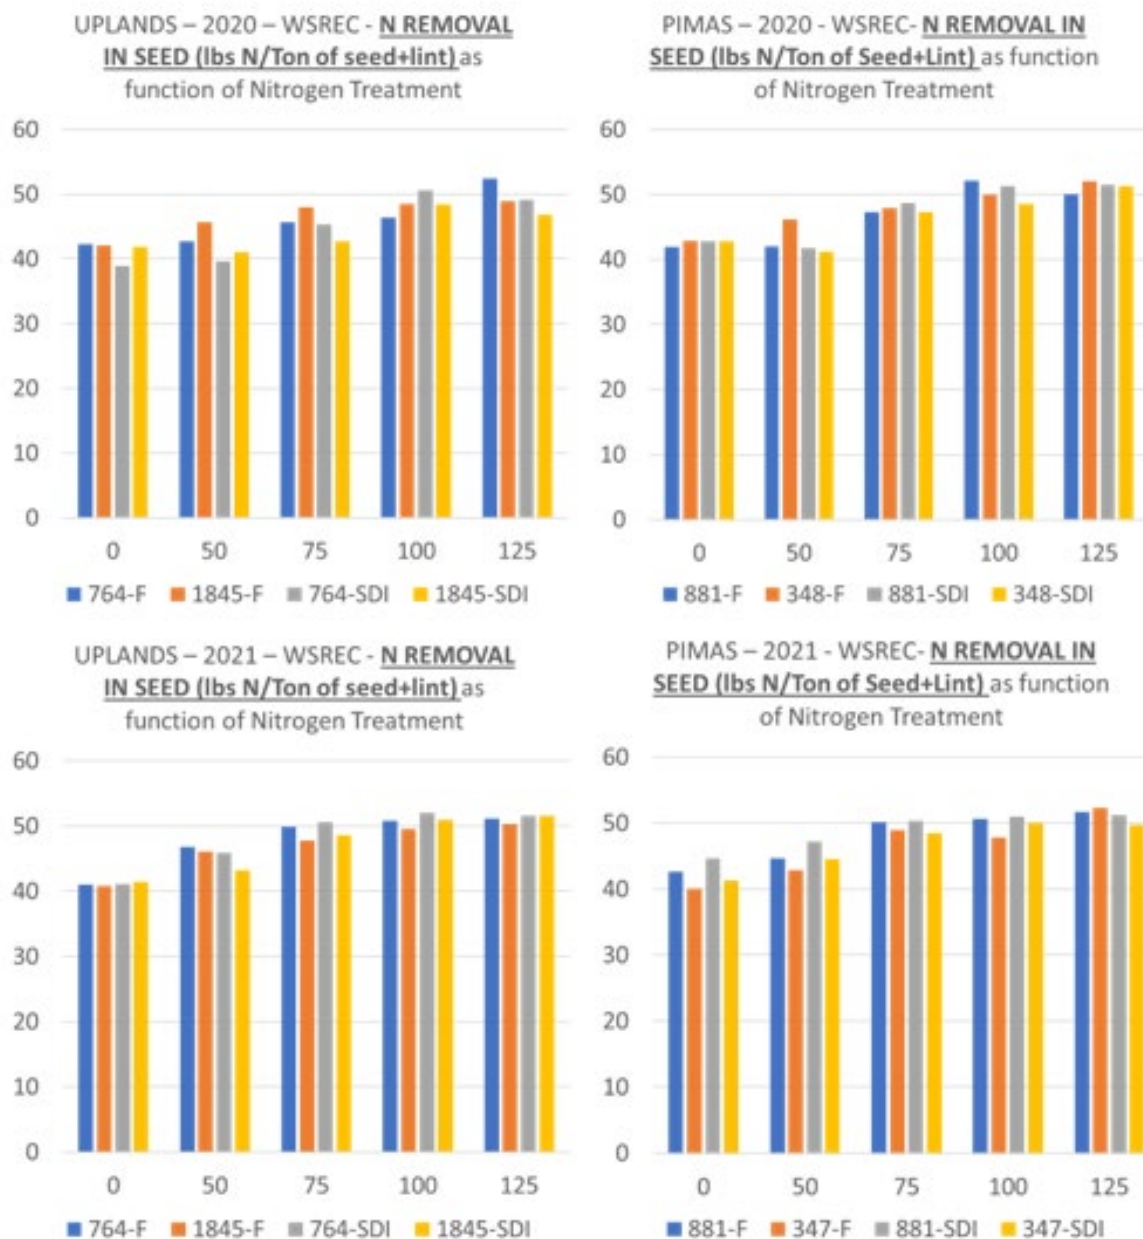 UPLANDS – 2020 – WSREC - N REMOVAL
IN SEED (lbs N/Ton of seed+lint) as
function of Nitrogen Treatment
60
50
40
30
20
10
0
0 50 75 100 125
764-F 1845-F 764-SDI 1845-SDI
PIMAS – 2020 - WSREC- N REMOVAL IN
SEED (lbs N/Ton of Seed+Lint) as function
of Nitrogen Treatment
60
50
40
30
20
10
0
0 50 75 100 125
881-F 348-F 881-SDI 348-SDI
UPLANDS – 2021 – WSREC - N REMOVAL
IN SEED (lbs N/Ton of seed+lint) as
function of Nitrogen Treatment
60
50
40
30
20
10
0
0 50 75 100 125
764-F 1845-F 764-SDI 1845-SDI
PIMAS – 2021 - WSREC- N REMOVAL IN
SEED (lbs N/Ton of Seed+Lint) as function
of Nitrogen Treatment
60
50
40
30
20
10
0
0 50 75 100 125
881-F 347-F 881-SDI 347-SDI